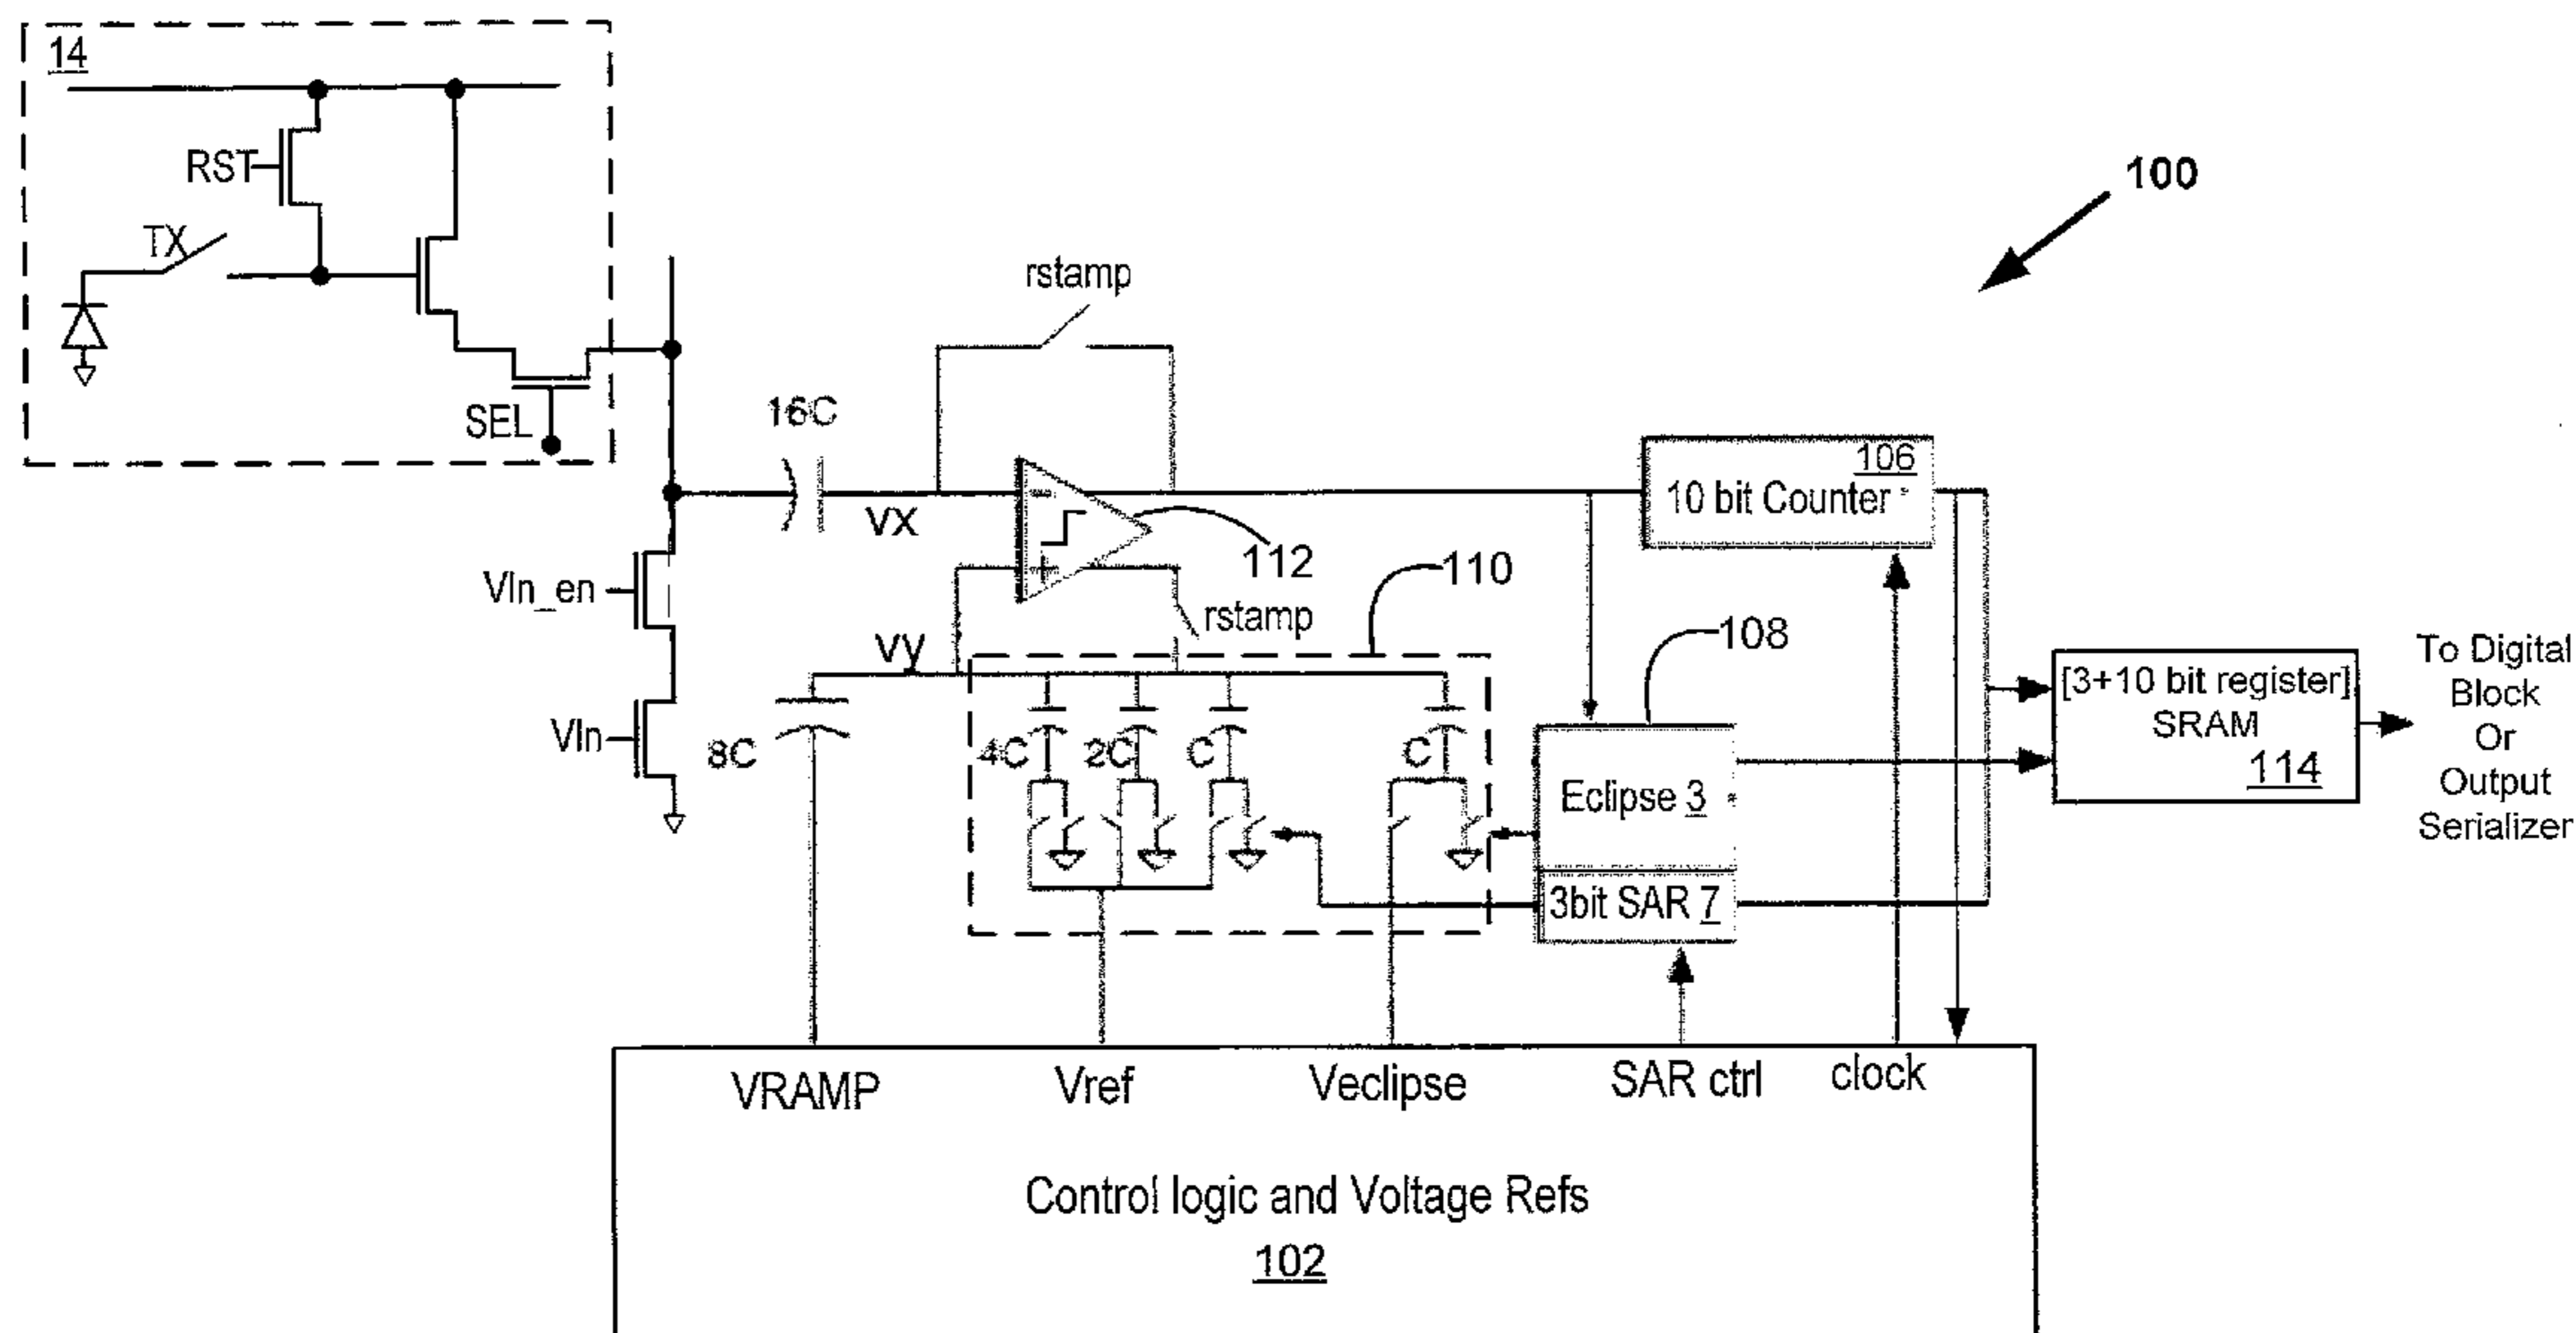 14
RST
TX
SEL
100
rstamp
16C
VX
112
106
10 bit Counter
Vln_en
110
rstamp
108
Vy
Vln
8C
4C
2C
C
C
Eclipse 3
3bit SAR 7
[3+10 bit register]
SRAM
114
To Digital
Block
Or
Output
Serializer
VRAMP
Vref
Veclipse
SAR ctrl
clock
Control logic and Voltage Refs
102